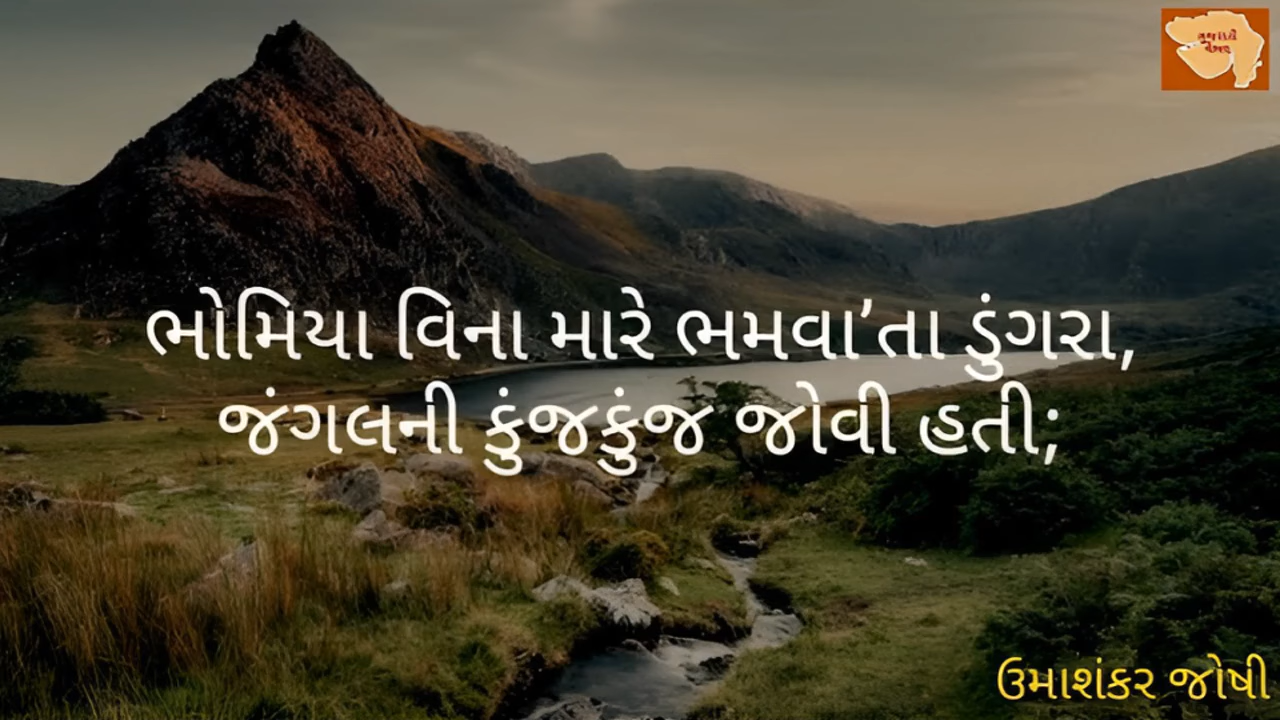 ભોમિયા વિના મારે ભમવા’તા ડુંગરા,
જંગલની કુંજકુંજ જોવી હતી;
ઉમાશંકર જોષી